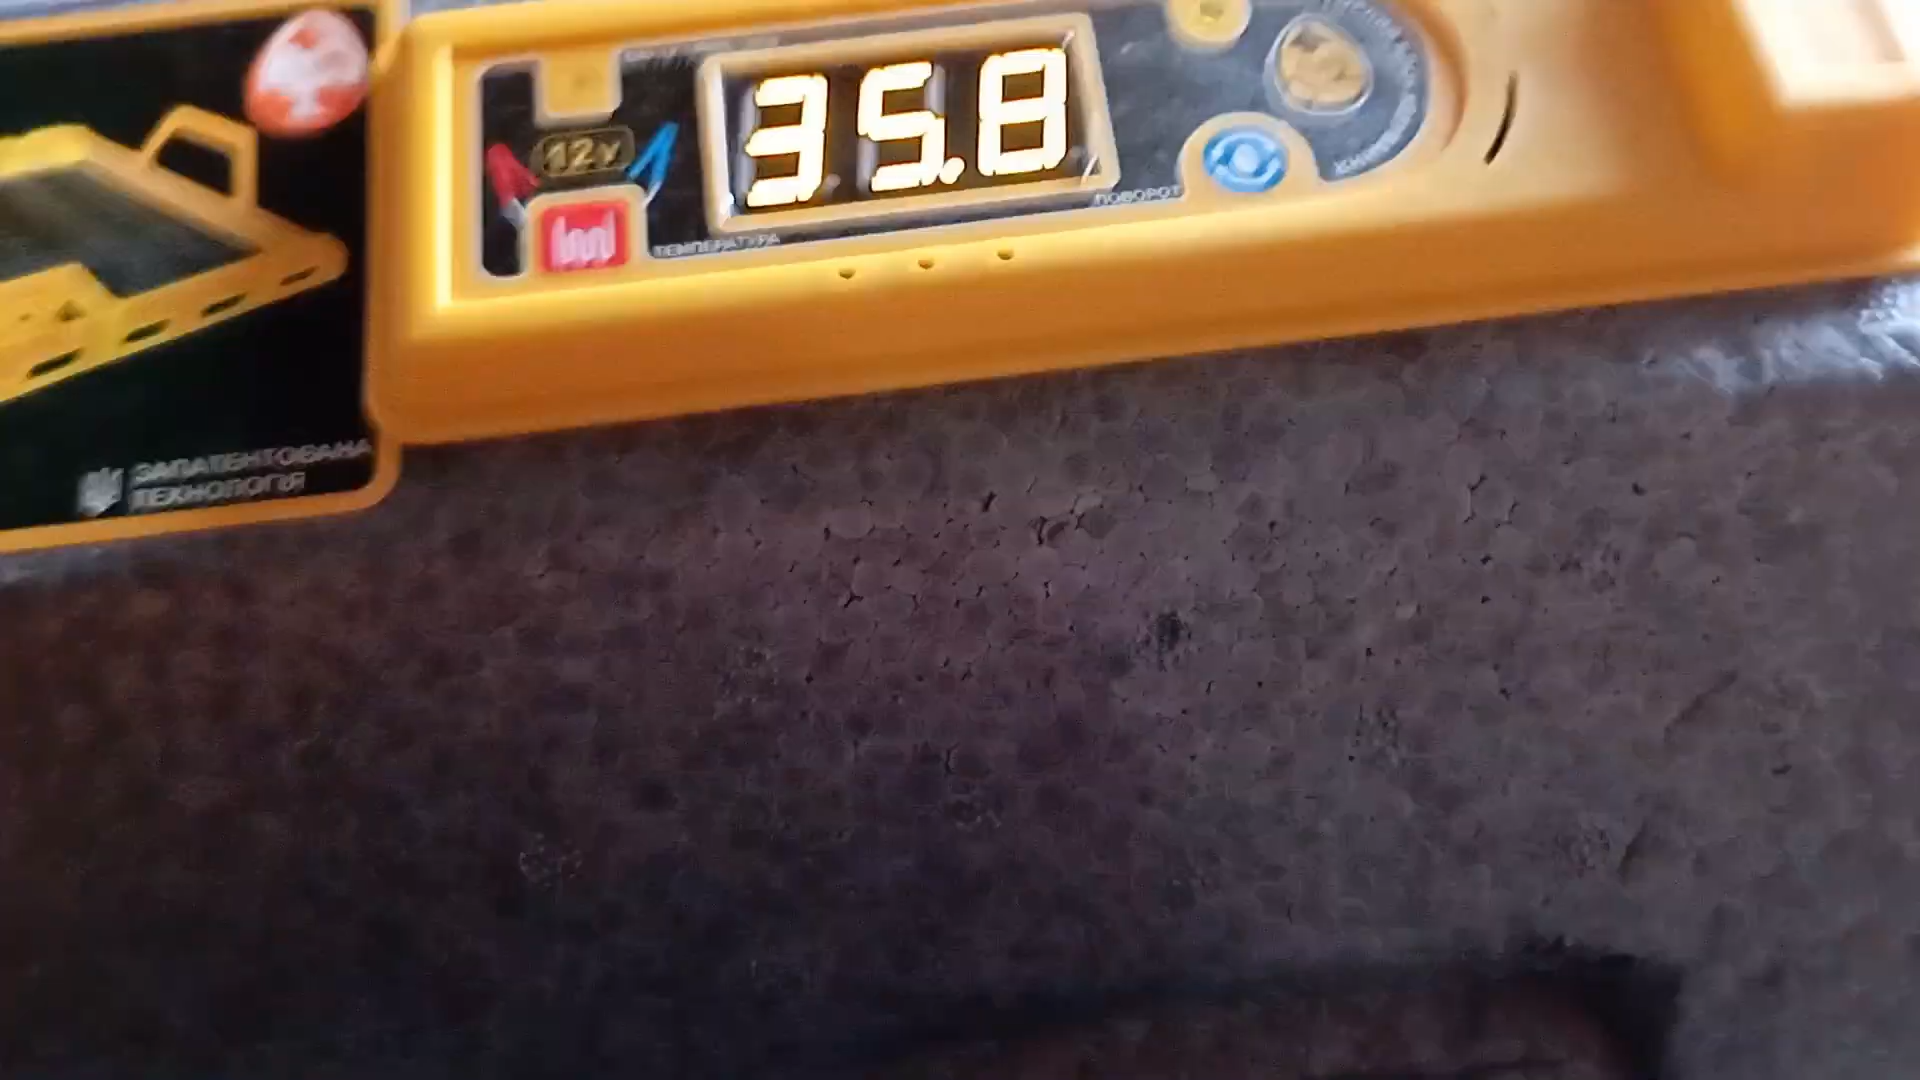 35.8
12v
ПОВОРОТ
ТЕМПЕРАТУРА
ЗАПАТЕНТОВАНА
ТЕХНОЛОГІЯ